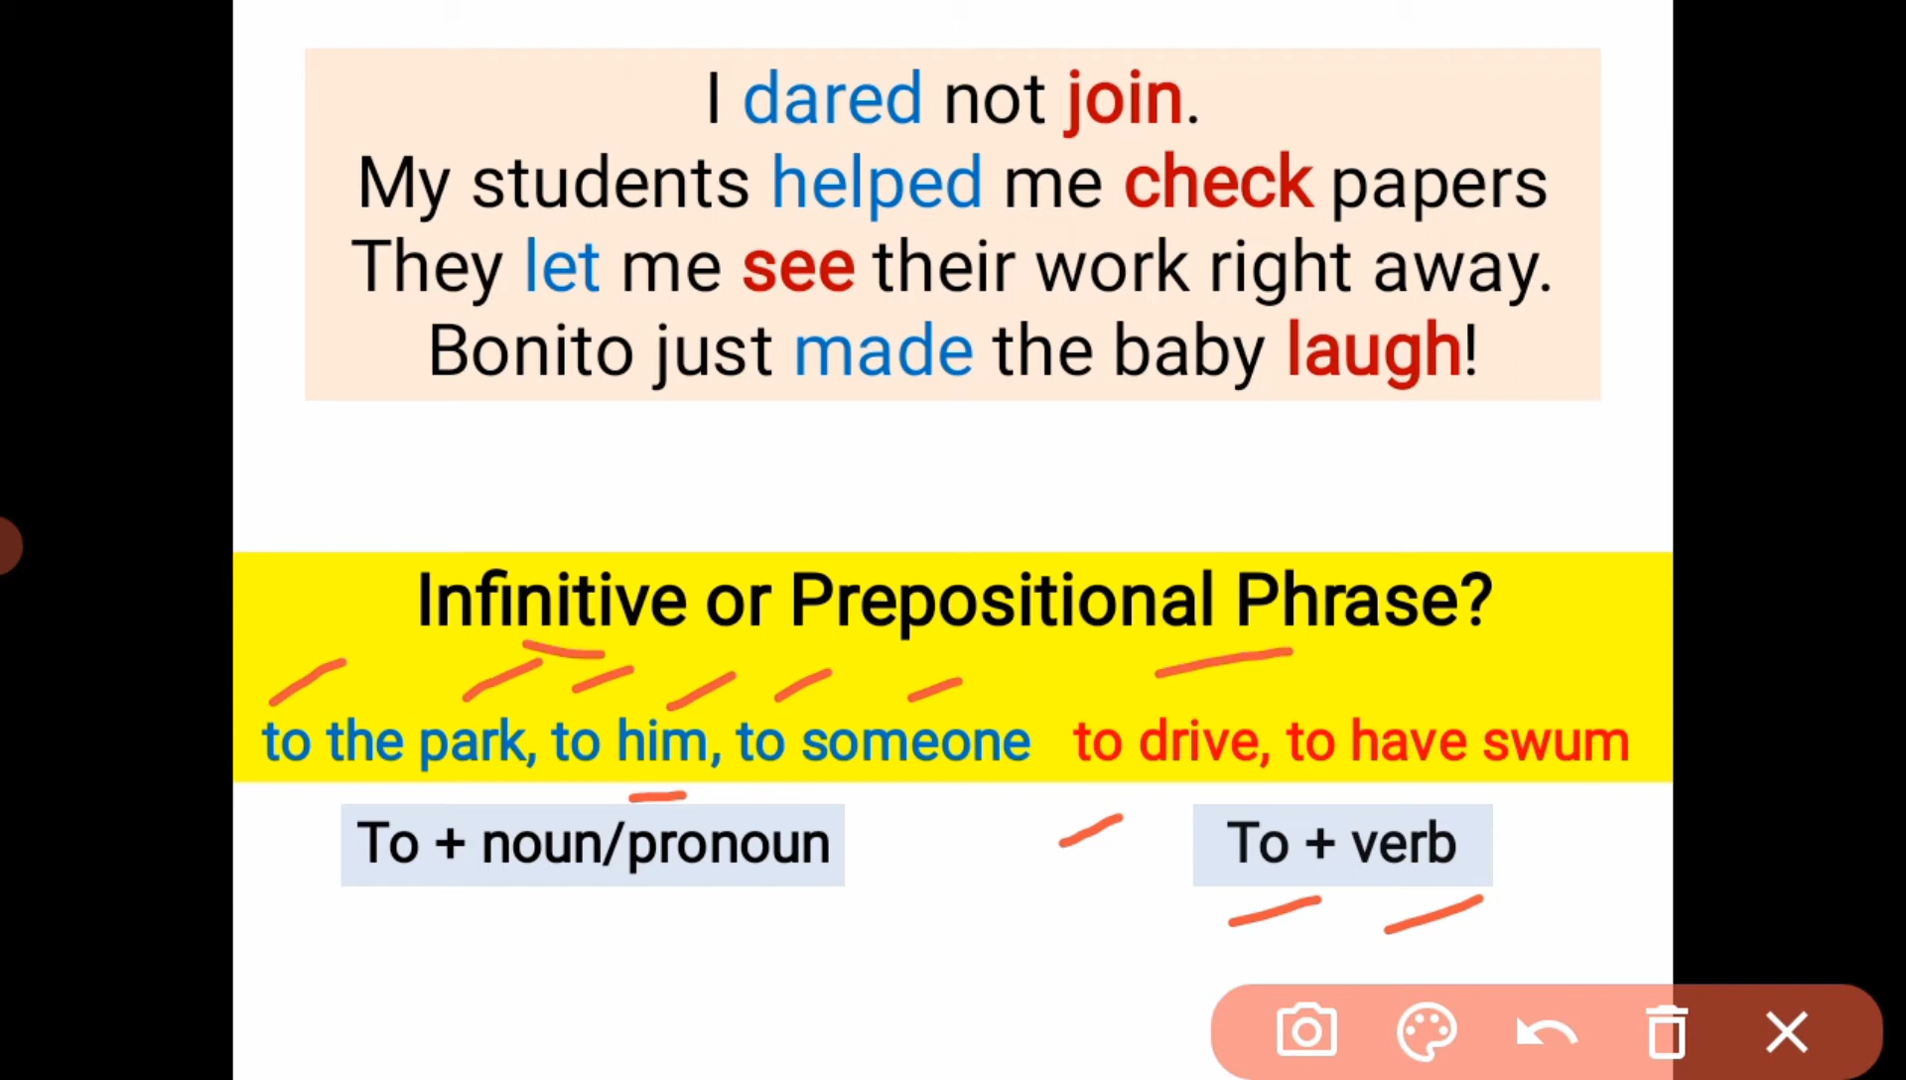 I dared not join.
My students helped me check papers
They let me see their work right away.
Bonito just made the baby laugh!
Infinitive or Prepositional Phrase?
to the park, to him, to someone to drive, to have swum
To + noun/pronoun To + verb